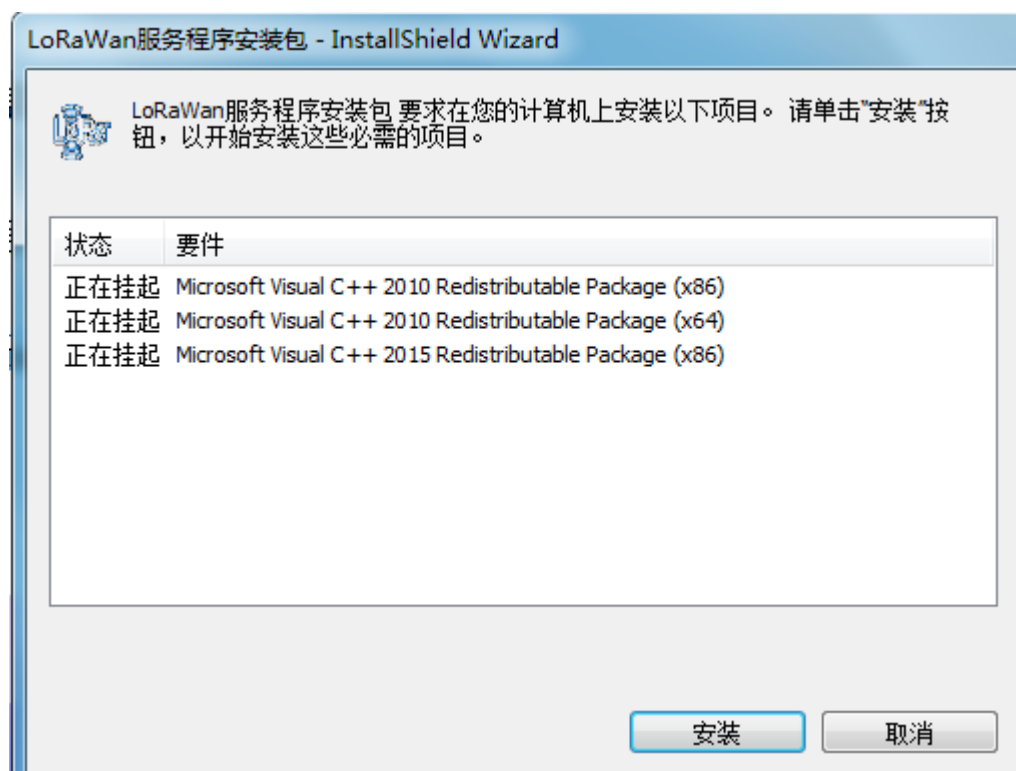 LoRaWan服务程序安装包 - InstallShield Wizard
LoRaWan服务程序安装包 要求在您的计算机上安装以下项目。 请单击"安装"按
钮，以开始安装这些必需的项目。
状态 要件
正在挂起 Microsoft Visual C++ 2010 Redistributable Package (x86)
正在挂起 Microsoft Visual C++ 2010 Redistributable Package (x64)
正在挂起 Microsoft Visual C++ 2015 Redistributable Package (x86)
安装 取消